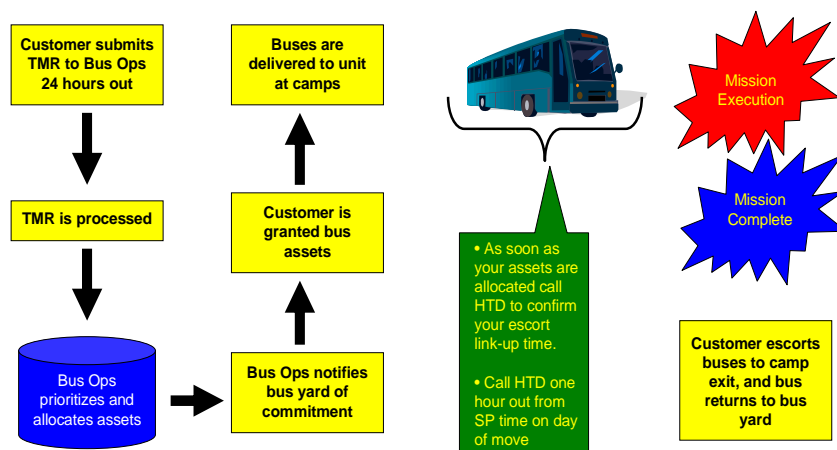 Customer submits
TMR to Bus Ops
24 hours out
TMR is processed
Bus Ops
prioritizes and
allocates assets
Bus Ops notifies
bus yard of
commitment
Customer is
granted bus
assets
Buses are
delivered to unit
at camps
• As soon as
your assets are
allocated call
HTD to confirm
your escort
link-up time.
• Call HTD one
hour out from
SP time on day
of move
Mission
Execution
Mission
Complete
Customer escorts
buses to camp
exit, and bus
returns to bus
yard